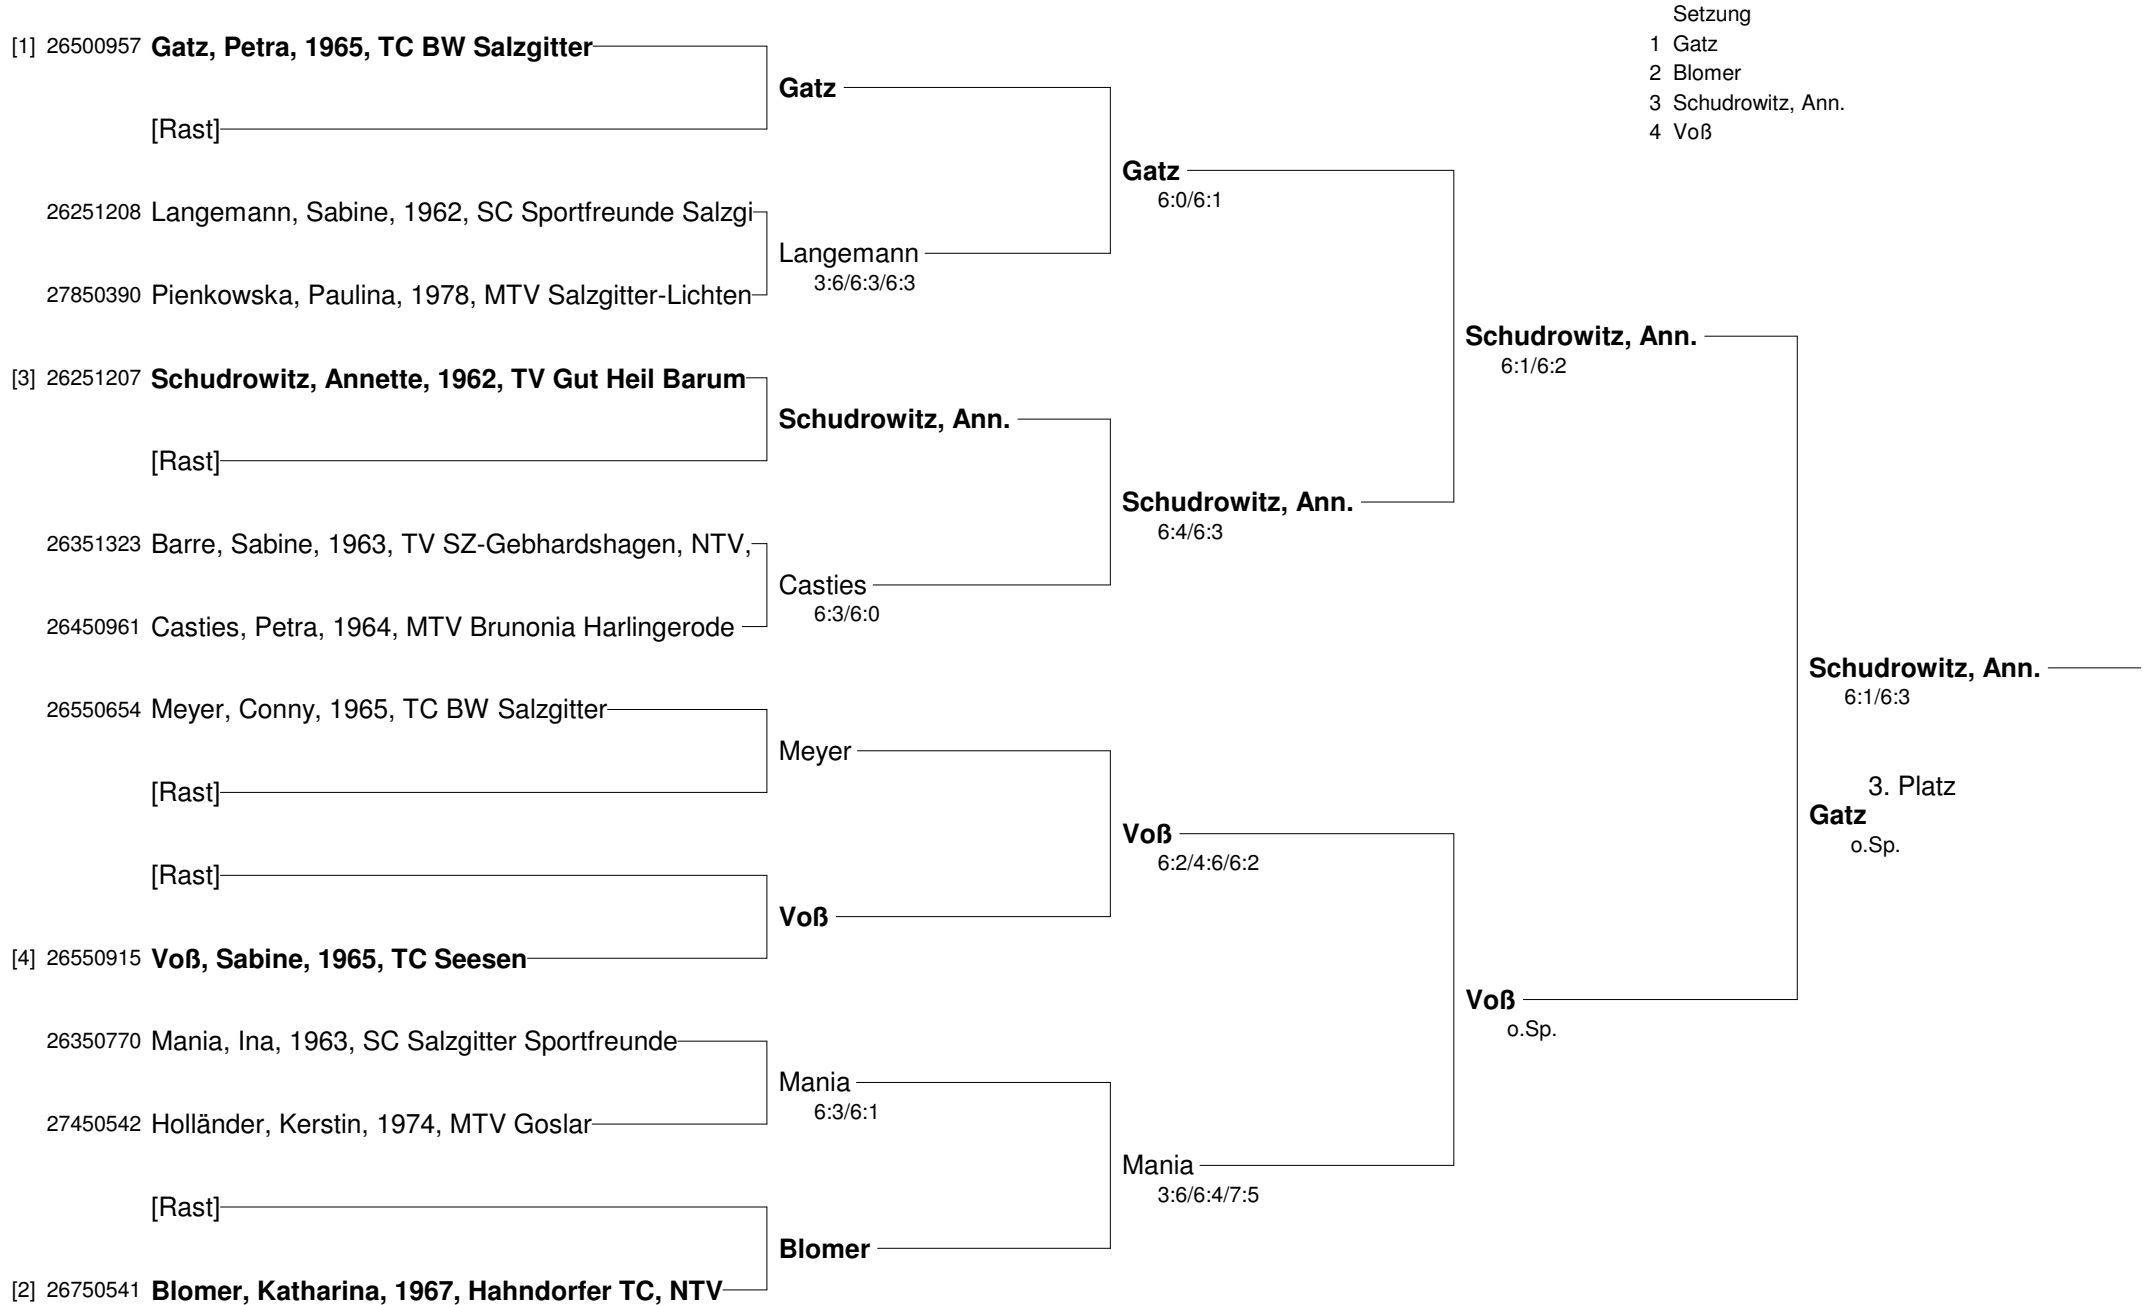 Setzung
1 Gatz
2 Blomer
3 Schudrowitz, Ann.
4 Voß
[1] 26500957 Gatz, Petra, 1965, TC BW Salzgitter
[Rast]
26251208 Langemann, Sabine, 1962, SC Sportfreunde Salzgi
27850390 Pienkowska, Paulina, 1978, MTV Salzgitter-Lichten
[3] 26251207 Schudrowitz, Annette, 1962, TV Gut Heil Barum
[Rast]
26351323 Barre, Sabine, 1963, TV SZ-Gebhardshagen, NTV,
26450961 Casties, Petra, 1964, MTV Brunonia Harlingerode
26550654 Meyer, Conny, 1965, TC BW Salzgitter
[Rast]
[Rast]
[4] 26550915 Voß, Sabine, 1965, TC Seesen
26350770 Mania, Ina, 1963, SC Salzgitter Sportfreunde
27450542 Holländer, Kerstin, 1974, MTV Goslar
[Rast]
[2] 26750541 Blomer, Katharina, 1967, Hahndorfer TC, NTV
Gatz
Langemann
3:6/6:3/6:3
Schudrowitz, Ann.
Casties
6:3/6:0
Meyer
Voß
Mania
6:3/6:1
Blomer
Gatz
6:0/6:1
Schudrowitz, Ann.
6:4/6:3
Voß
6:2/4:6/6:2
Mania
3:6/6:4/7:5
Schudrowitz, Ann.
6:1/6:2
Voß
o.Sp.
Schudrowitz, Ann.
6:1/6:3
3. Platz
Gatz
o.Sp.